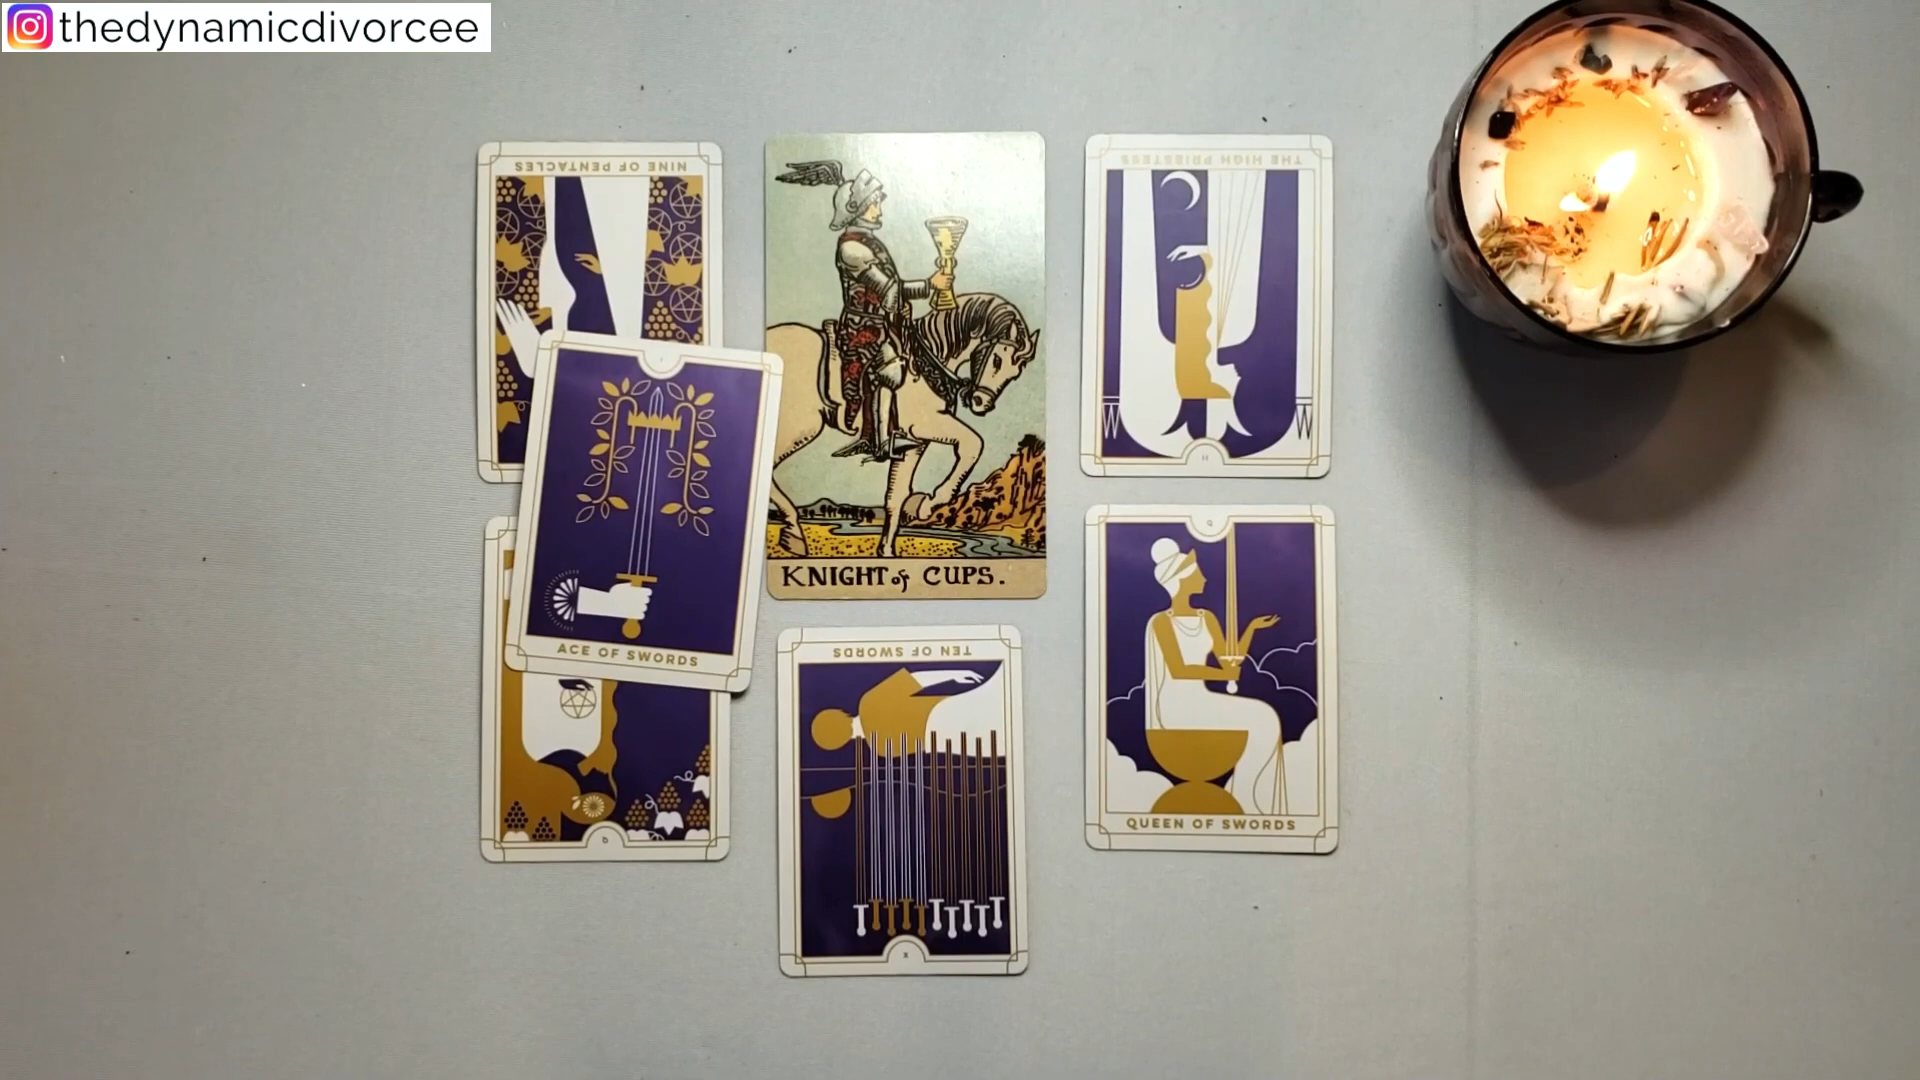 thedynamicdivorcee
NINE OF PENTACLES
THE HIGH PRIESTESS
I
KNIGHT of CUPS.
II
Q
ACE OF SWORDS
TEN OF SWORDS
QUEEN OF SWORDS
Q
X